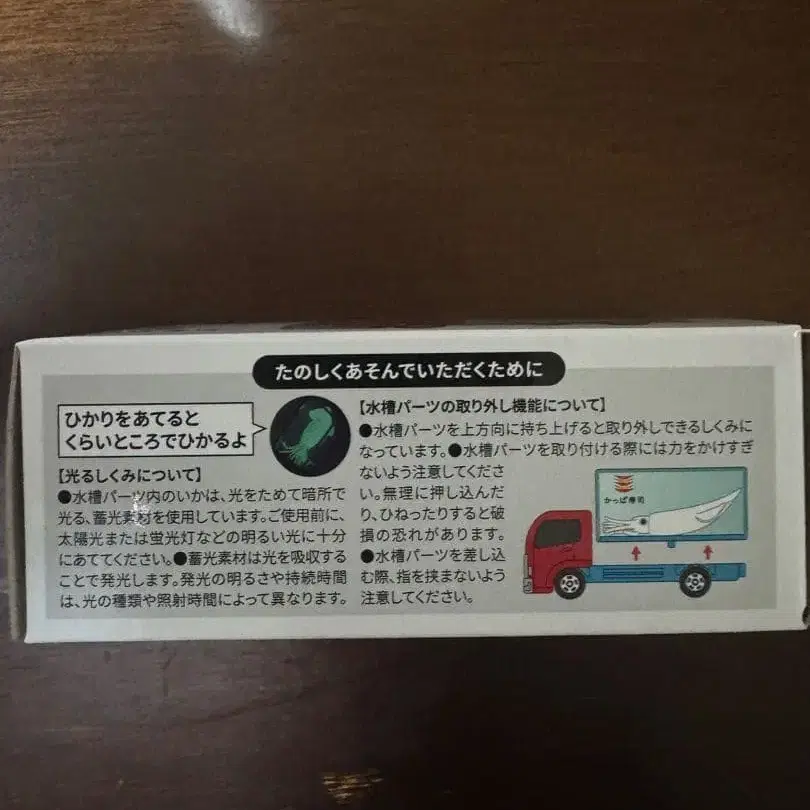 たのしくあそんでいただくために
ひかりをあてると
くらいところでひかるよ
【光るしくみについて】
●水槽パーツ内のいかは、光をためて暗所で
光る、蓄光素材を使用しています。ご使用前に、
太陽光または蛍光灯などの明るい光に十分
にあててください。●蓄光素材は光を吸収する
ことで発光します。発光の明るさや持続時間
は、光の種類や照射時間によって異なります。
【水槽パーツの取り外し機能について】
●水槽パーツを上方向に持ち上げると取り外しできるしくみに
なっています。●水槽パーツを取り付ける際には力をかけすぎ
ないよう注意してくださ
い。無理に押し込んだ
り、ひねったりすると破
損の恐れがあります。
●水槽パーツを差し込
む際、指を挟まないよう
注意してください。
かっぱ寿司